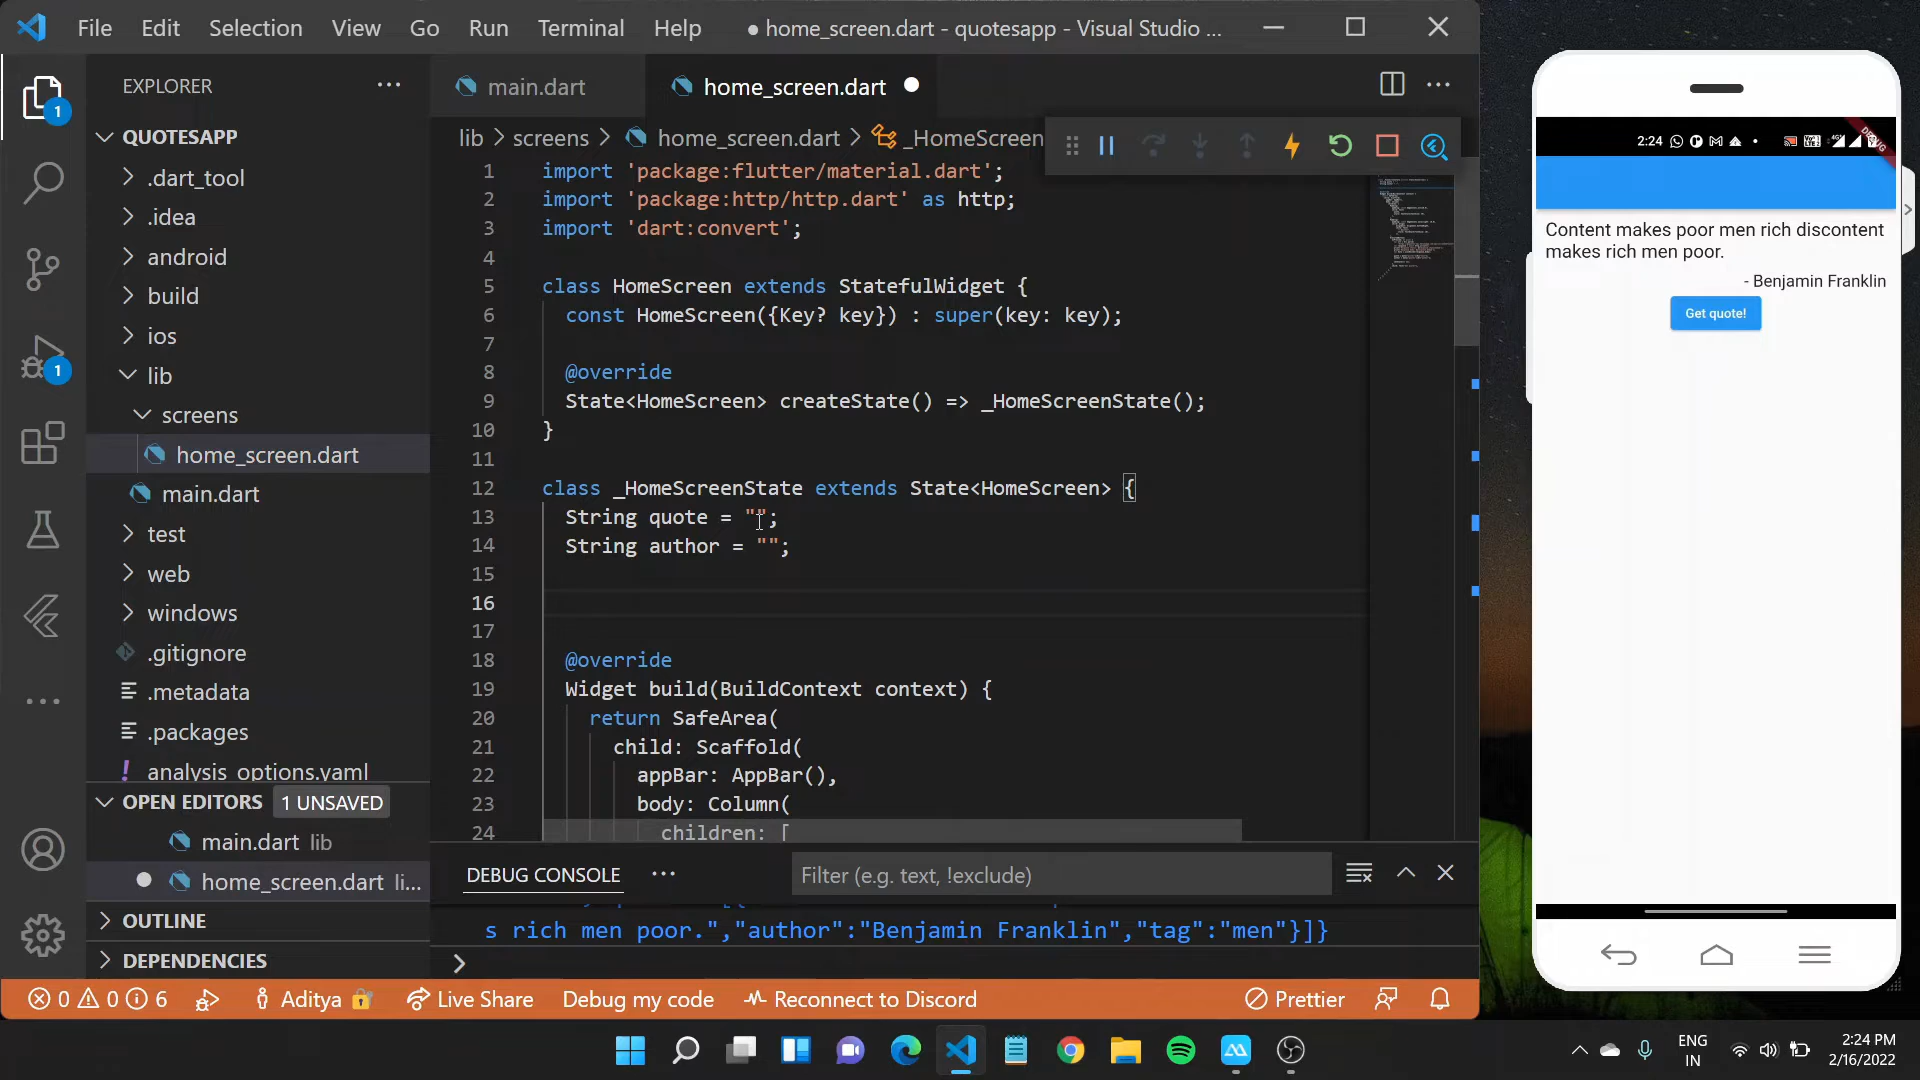 File Edit Selection View Go Run Terminal Help ● home_screen.dart - quotesapp - Visual Studio ...
EXPLORER
QUOTESAPP
.dart_tool
.idea
android
build
ios
lib
screens
home_screen.dart
main.dart
test
web
windows
.gitignore
.metadata
.packages
analysis_options.yaml
OPEN EDITORS 1 UNSAVED
main.dart lib
home_screen.dart li...
OUTLINE
DEPENDENCIES
1
1
main.dart home_screen.dart
lib > screens > home_screen.dart > _HomeScreen
1 import 'package:flutter/material.dart';
2 import 'package:http/http.dart' as http;
3 import 'dart:convert';
4
5 class HomeScreen extends StatefulWidget {
6 const HomeScreen({Key? key}) : super(key: key);
7
8 @override
9 State<HomeScreen> createState() => _HomeScreenState();
10 }
11
12 class _HomeScreenState extends State<HomeScreen> {
13 String quote = "";
14 String author = "";
15
16
17
18 @override
19 Widget build(BuildContext context) {
20 return SafeArea(
21 child: Scaffold(
22 appBar: AppBar(),
23 body: Column(
24 children: [
DEBUG CONSOLE Filter (e.g. text, !exclude)
s rich men poor.","author":"Benjamin Franklin","tag":"men"}]}
0 0 6 Aditya Live Share Debug my code Reconnect to Discord Prettier
2:24
DEBUG
Content makes poor men rich discontent
makes rich men poor.
- Benjamin Franklin
Get quote!
ENG
IN
2:24 PM
2/16/2022